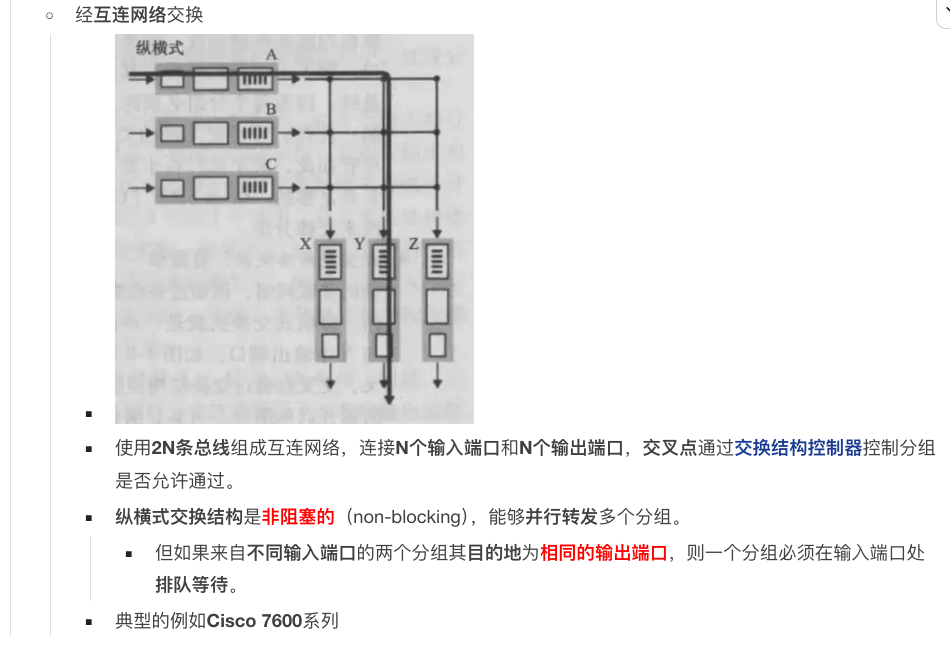 经互连网络交换
纵横式
A
B
C
X Y Z
使用2N条总线组成互连网络，连接N个输入端口和N个输出端口，交叉点通过交换结构控制器控制分组
是否允许通过。
纵横式交换结构是非阻塞的（non-blocking），能够并行转发多个分组。
但如果来自不同输入端口的两个分组其目的地为相同的输出端口，则一个分组必须在输入端口处
排队等待。
典型的例如Cisco 7600系列